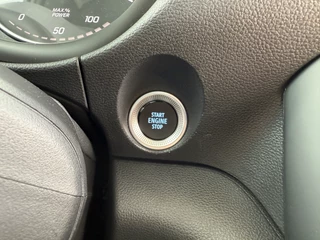 0
MAX.%
POWER
50
100
START
ENGINE
STOP